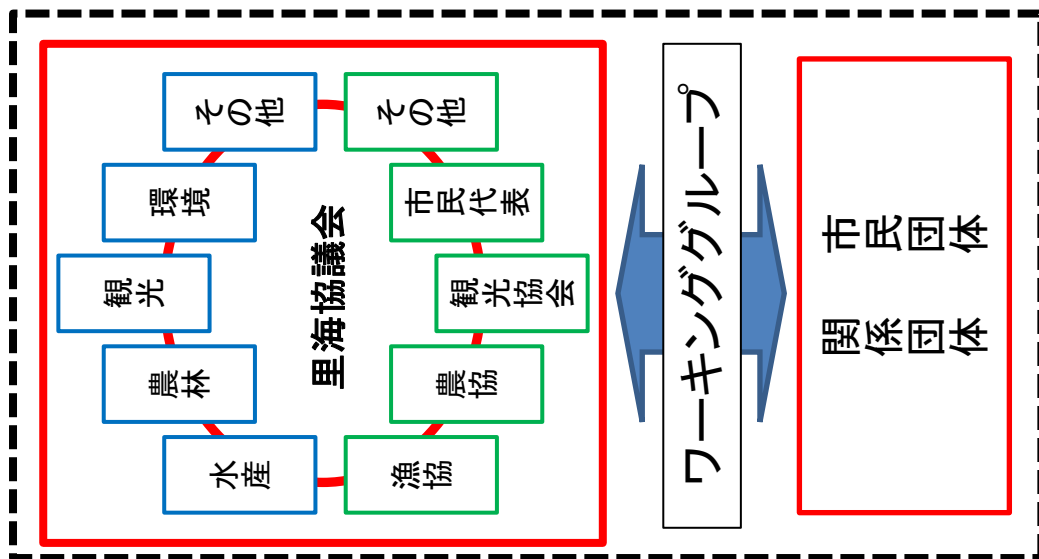 水産
農林
観光
環境
その他
里海協議会
漁協
農協
観光協会
市民代表
その他
ワーキンググループ
関係団体　市民団体